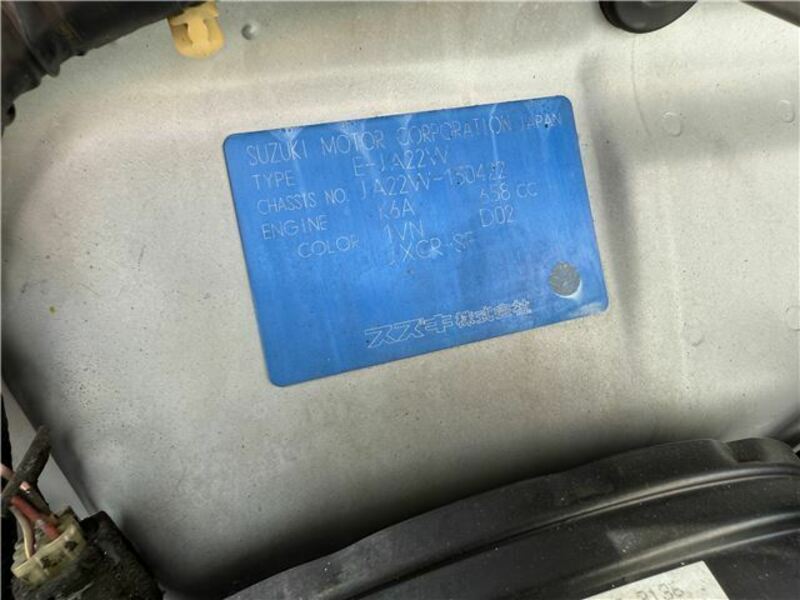 SUZUKI MOTOR CORPORATION JAPAN
TYPE E-JA22W
CHASSIS NO. JA22W-130422
ENGINE K6A 658 CC
COLOR 1VN D02
スズキ株式会社